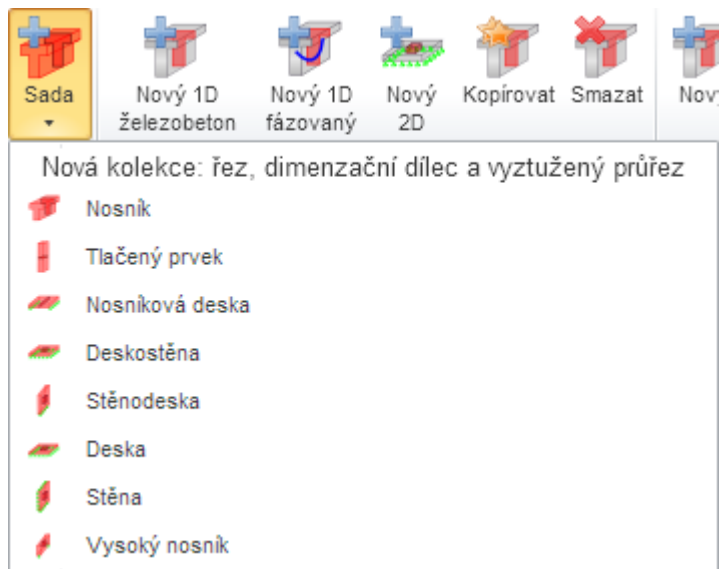 Sada
Nový 1D
železobeton
Nový 1D
fázovaný
Nový
2D
Kopírovat
Smazat
Nová kolekce: řez, dimenzační dílec a vyztužený průřez
Nosník
Tlačený prvek
Nosníková deska
Deskostěna
Stěnodeska
Deska
Stěna
Vysoký nosník